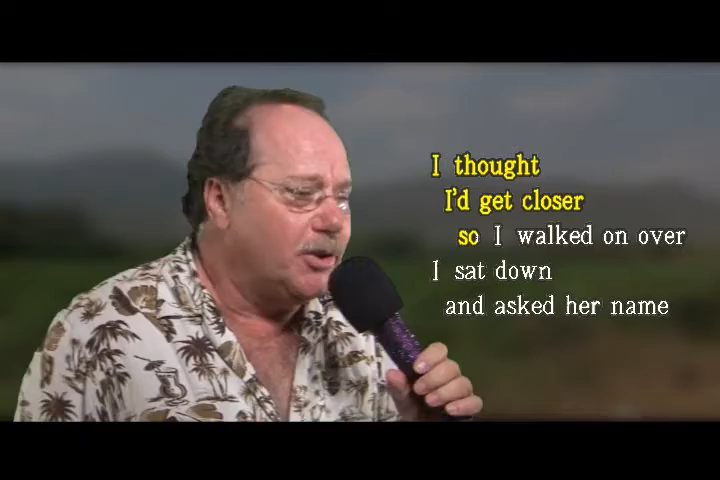 I thought
I'd get closer
so I walked on over
I sat down
and asked her name